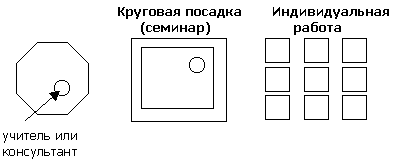 Круговая посадка
(семинар)
Индивидуальная
работа
учитель или
консультант